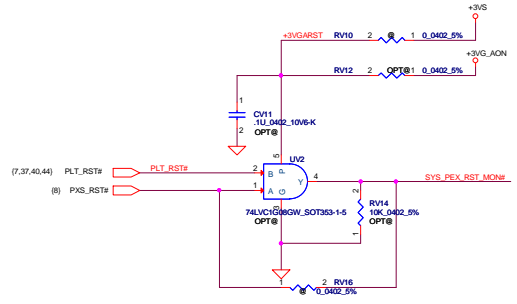 +3VS
+3VGARST
RV10
2
@
1
0_0402_5%
+3VG_AON
RV12
2
OPT@
1
0_0402_5%
1
CV11
.1U_0402_10V6-K
2
OPT@
5
UV2
(7,37,40,44)
PLT_RST#
PLT_RST#
2
B
P
Y
4
SYS_PEX_RST_MON#
(8)
PXS_RST#
1
A
G
2
RV14
10K_0402_5%
OPT@
1
3
74LVC1G08GW_SOT353-1-5
OPT@
1
@
2
RV16
0_0402_5%